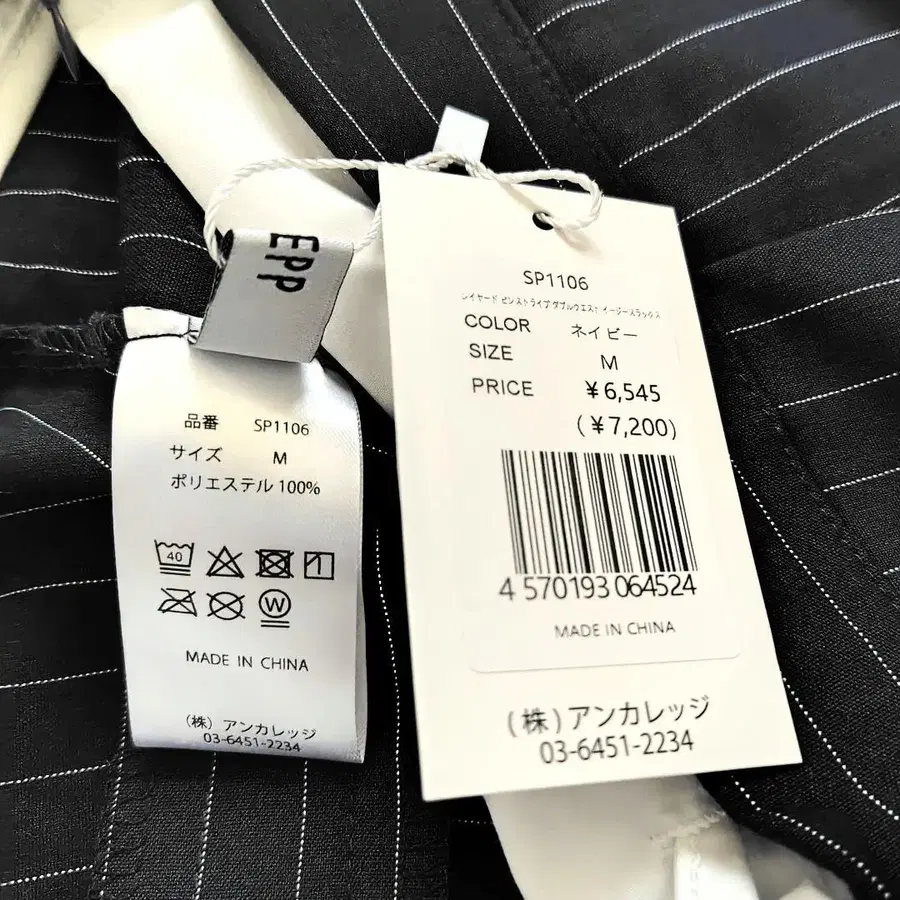 EPP
品番 SP1106
サイズ M
ポリエステル 100%
40
W
MADE IN CHINA
(株) アンカレッジ
03-6451-2234
SP1106
レイヤード ピンストライプ ダブルウエスト イージースラックス
COLOR ネイビー
SIZE M
PRICE ¥6,545
(¥7,200)
4 570193 064524
MADE IN CHINA
(株)アンカレッジ
03-6451-2234